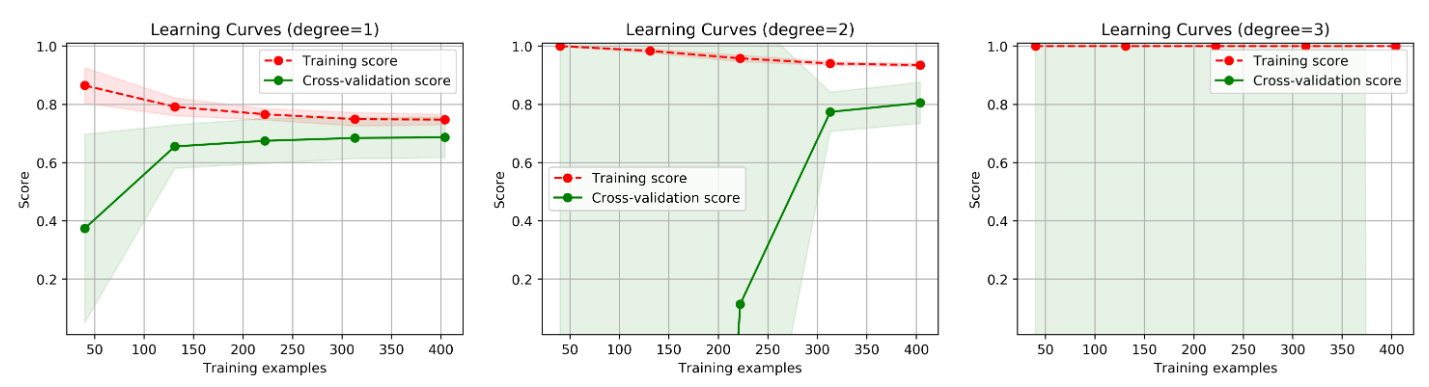 Learning Curves (degree=1)
1.0
0.8
0.6
0.4
0.2
Score
Training score
Cross-validation score
50 100 150 200 250 300 350 400
Training examples
Learning Curves (degree=2)
1.0
0.8
0.6
0.4
0.2
Score
Training score
Cross-validation score
50 100 150 200 250 300 350 400
Training examples
Learning Curves (degree=3)
1.0
0.8
0.6
0.4
0.2
Score
Training score
Cross-validation score
50 100 150 200 250 300 350 400
Training examples